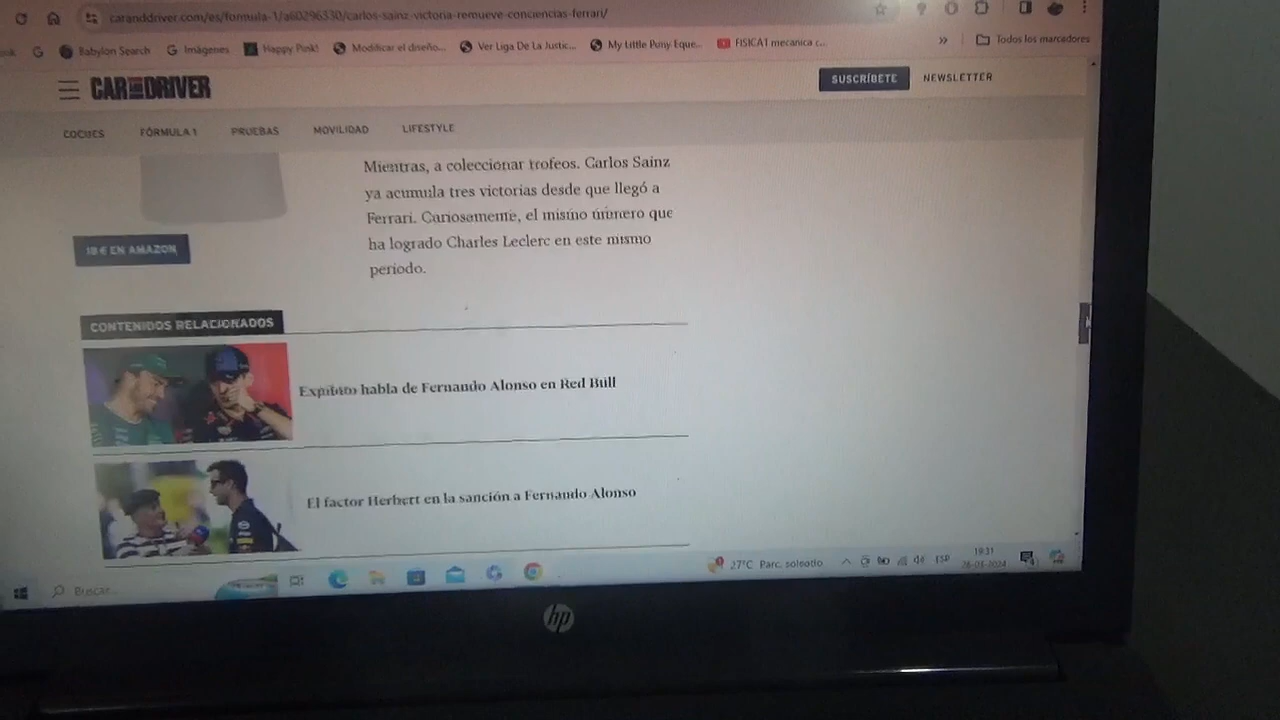 caranddriver.com/es/formula-1/a60296330/carlos-sainz-victoria-remueve-conciencias-ferrari/
G
Babylon Search
G Imágenes
Happy Pink!
Modificar el diseño...
Ver Liga De La Justic...
My Little Pony Eque...
FISICA1 mecanica c...
»
Todos los marcadores
CAR AND DRIVER
SUSCRÍBETE
NEWSLETTER
COCHES
FÓRMULA 1
PRUEBAS
MOVILIDAD
LIFESTYLE
Mientras, a coleccionar trofeos. Carlos Sainz
ya acumula tres victorias desde que llegó a
Ferrari. Curiosamente, el mismo número que
ha logrado Charles Leclerc en este mismo
periodo.
18 € EN AMAZON
CONTENIDOS RELACIONADOS
habla de Fernando Alonso en Red Bull
El factor Herbert en la sanción a Fernando Alonso
Buscar...
27°C Parc. soleado
ESP
19:31
26-03-2024
hp